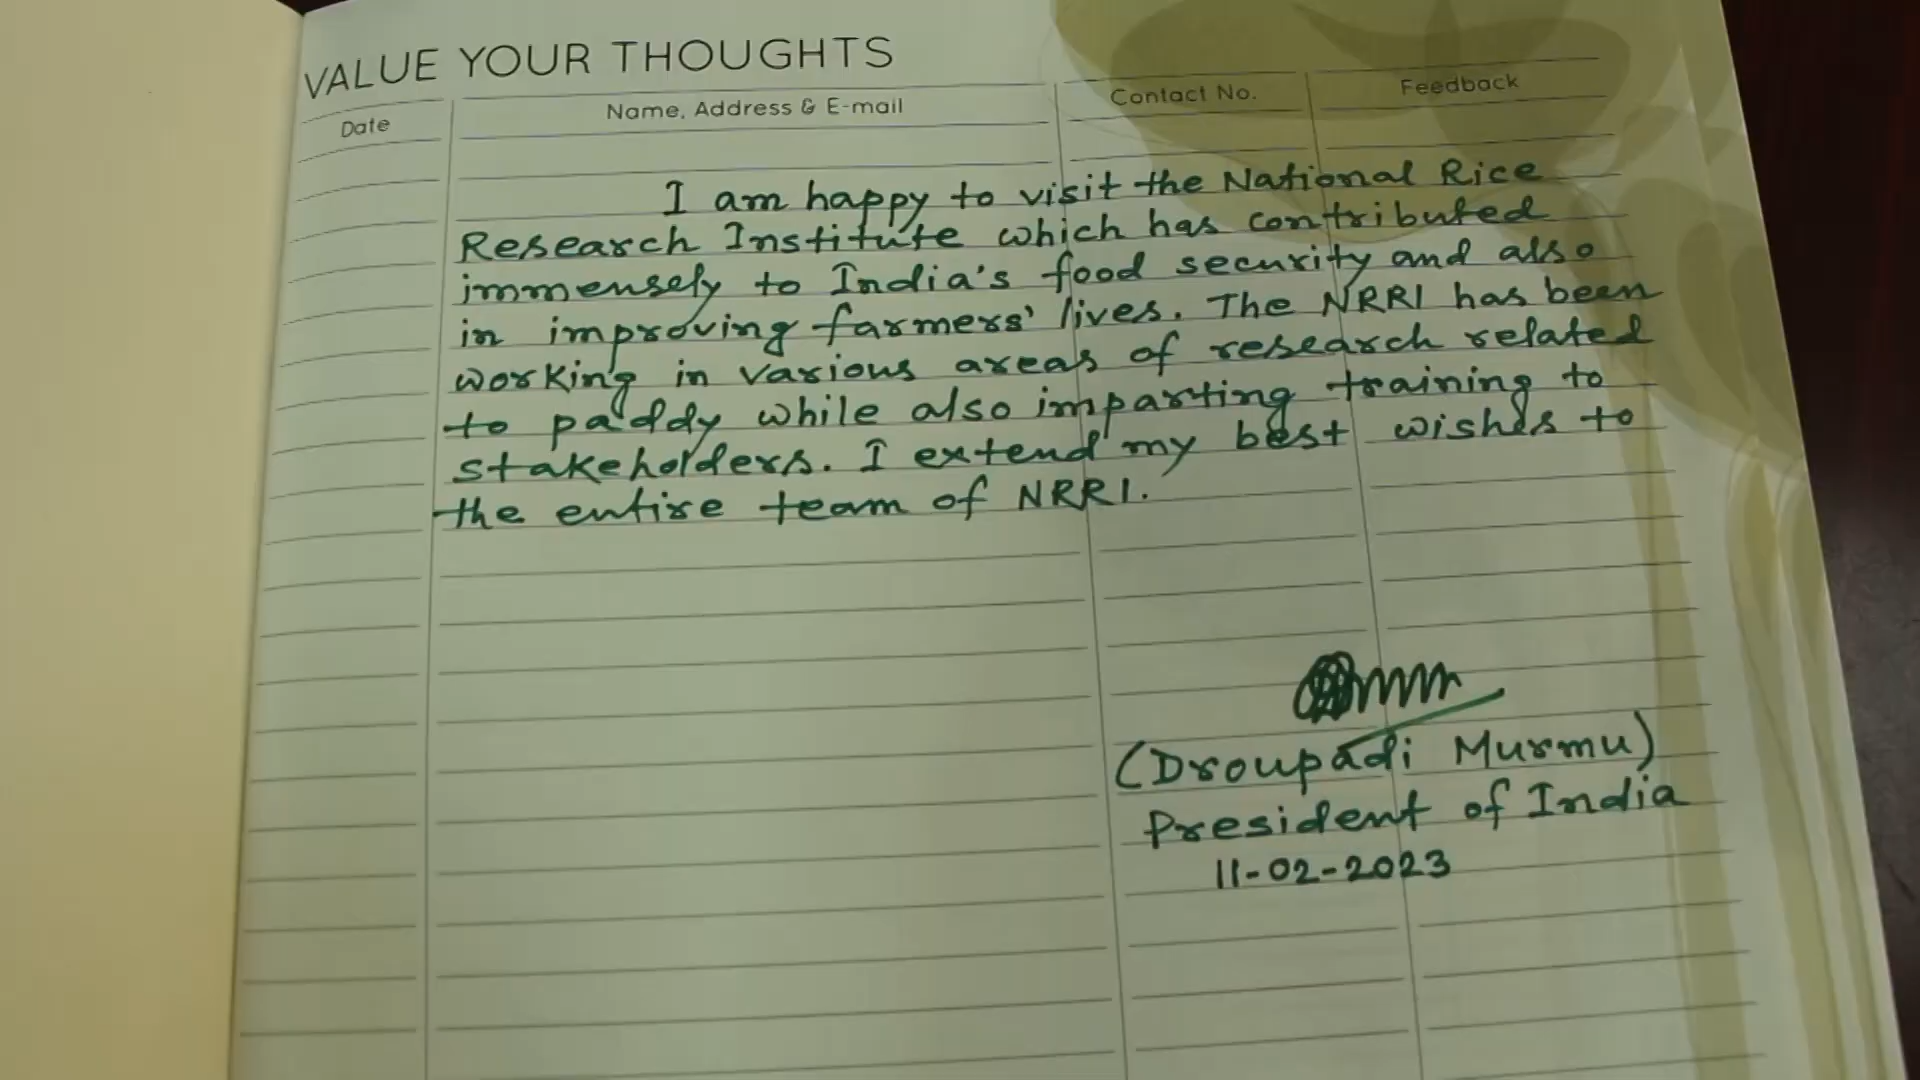 VALUE YOUR THOUGHTS
Date Name, Address & E-mail Contact No. Feedback
I am happy to visit the National Rice
Research Institute which has contributed
immensely to India's food security and also
in improving farmers' lives. The NRRI has been
working in various areas of research related
to paddy while also imparting training to
stakeholders. I extend my best wishes to
the entire team of NRRI.
(Droupadi Murmu)
President of India
11-02-2023